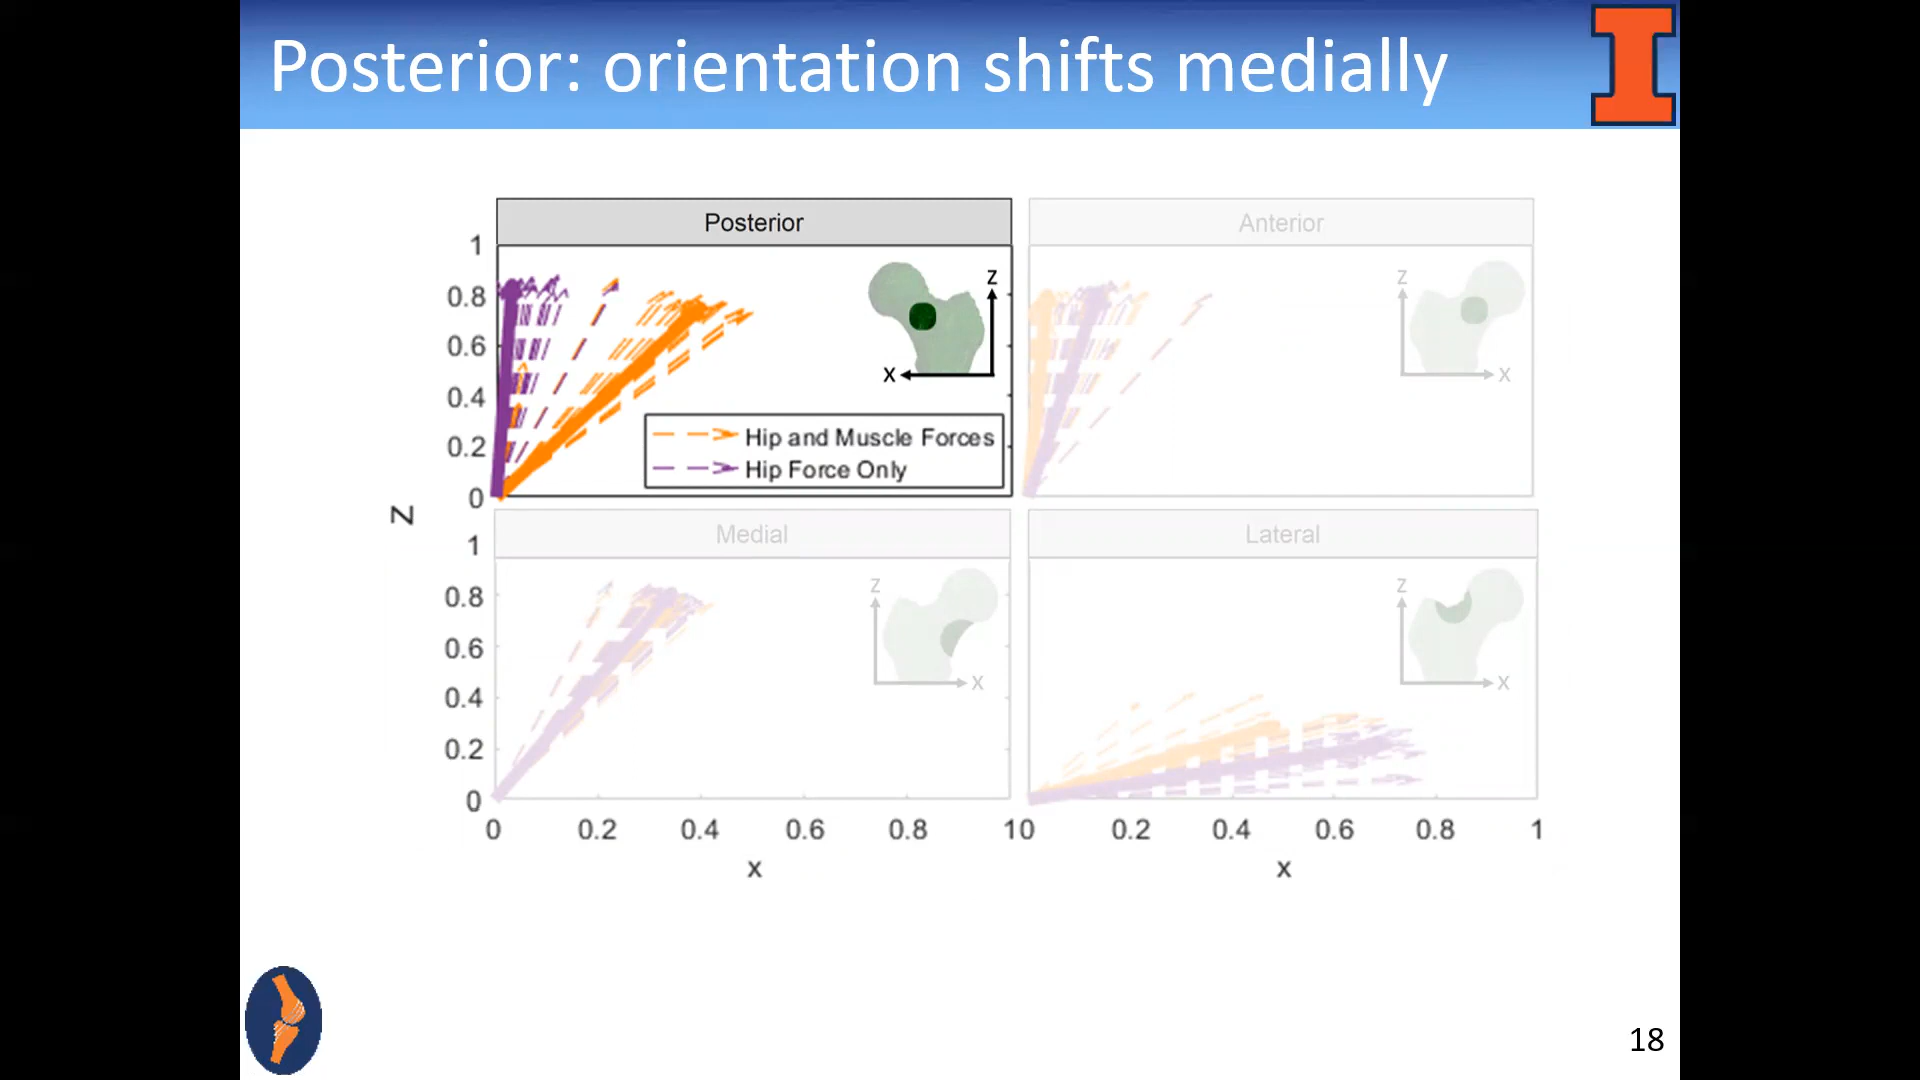 Posterior: orientation shifts medially
I
Posterior
Anterior
1
0.8
0.6
0.4
0.2
0
Z
X
Z
X
Hip and Muscle Forces
Hip Force Only
Z
Medial
Lateral
1
0.8
0.6
0.4
0.2
0
Z
X
Z
X
0 0.2 0.4 0.6 0.8 10 0.2 0.4 0.6 0.8 1
x
x
18